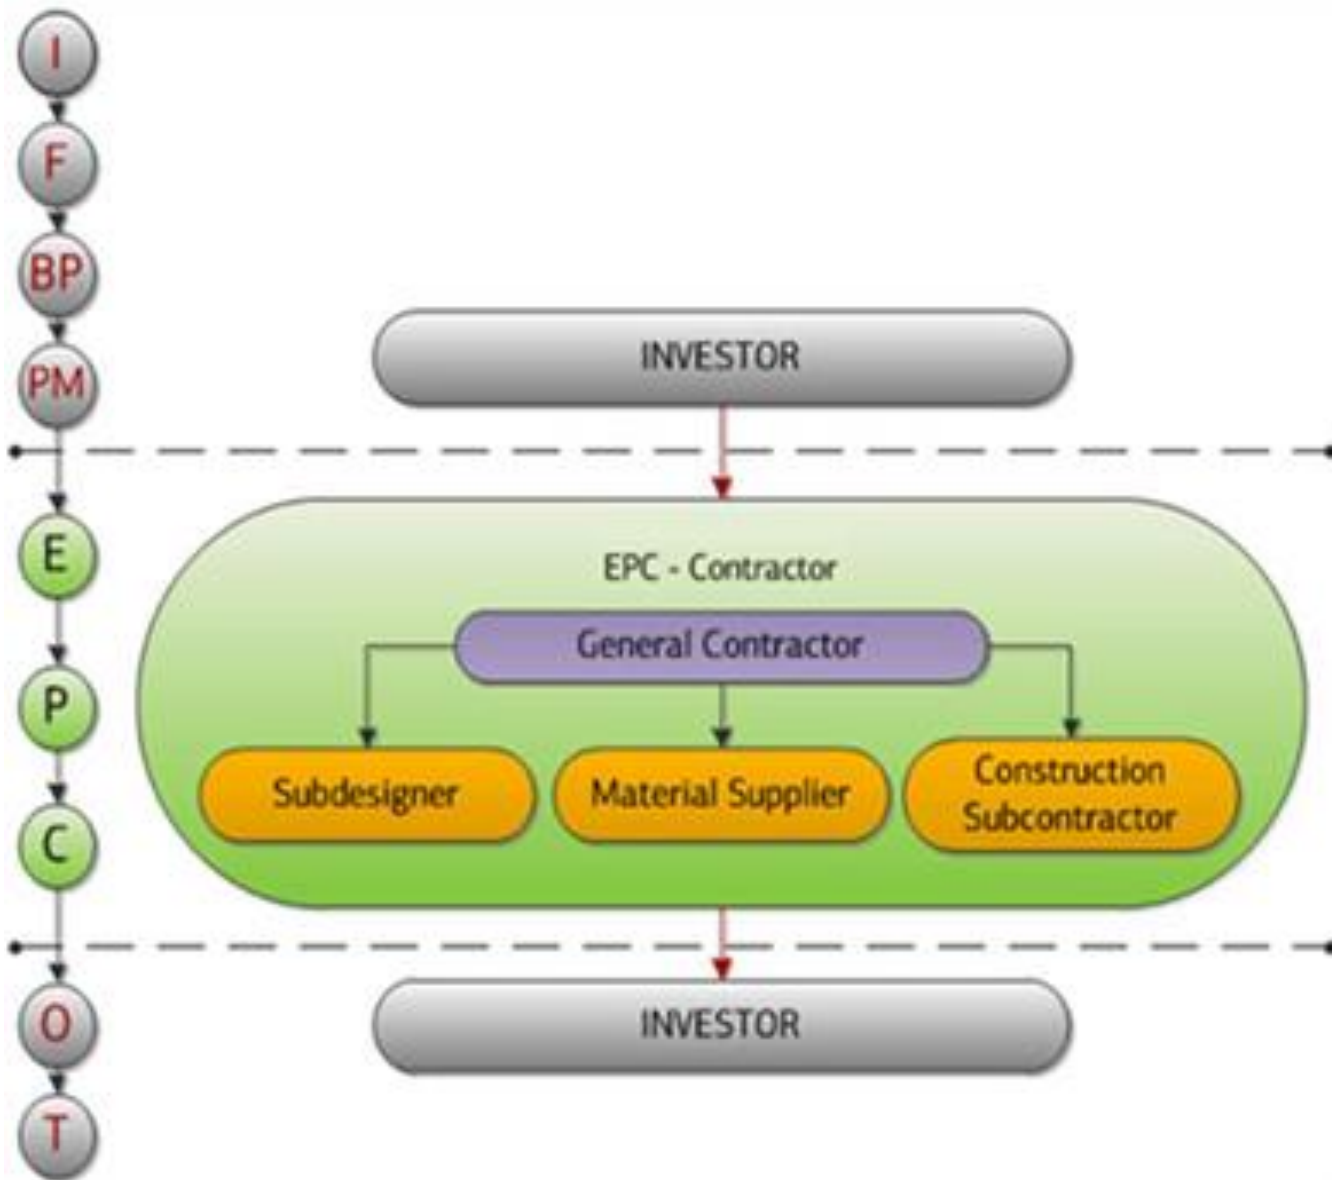 I
F
BP
PM
INVESTOR
E
P
C
EPC - Contractor
General Contractor
Subdesigner
Material Supplier
Construction
Subcontractor
O
T
INVESTOR